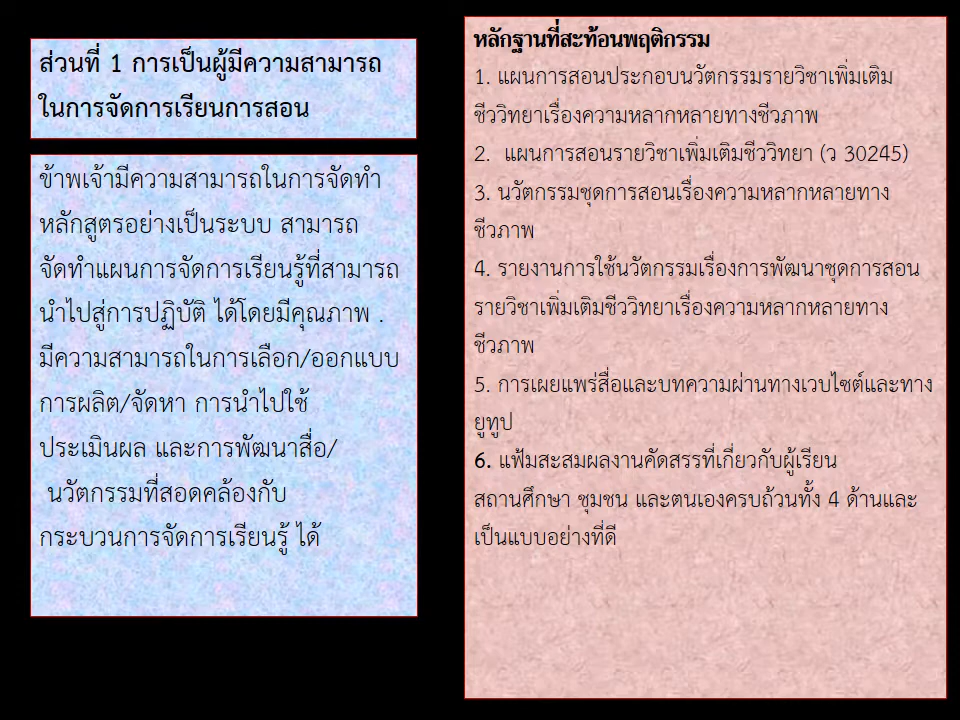 ส่วนที่ 1 การเป็นผู้มีความสามารถ
ในการจัดการเรียนการสอน
ข้าพเจ้ามีความสามารถในการจัดทำ
หลักสูตรอย่างเป็นระบบ สามารถ
จัดทำแผนการจัดการเรียนรู้ที่สามารถ
นำไปสู่การปฏิบัติ ได้โดยมีคุณภาพ .
มีความสามารถในการเลือก/ออกแบบ
การผลิต/จัดหา การนำไปใช้
ประเมินผล และการพัฒนาสื่อ/
นวัตกรรมที่สอดคล้องกับ
กระบวนการจัดการเรียนรู้ ได้
หลักฐานที่สะท้อนพฤติกรรม
1. แผนการสอนประกอบนวัตกรรมรายวิชาเพิ่มเติม
ชีววิทยาเรื่องความหลากหลายทางชีวภาพ
2. แผนการสอนรายวิชาเพิ่มเติมชีววิทยา (ว 30245)
3. นวัตกรรมชุดการสอนเรื่องความหลากหลายทาง
ชีวภาพ
4. รายงานการใช้นวัตกรรมเรื่องการพัฒนาชุดการสอน
รายวิชาเพิ่มเติมชีววิทยาเรื่องความหลากหลายทาง
ชีวภาพ
5. การเผยแพร่สื่อและบทความผ่านทางเวบไซต์และทาง
ยูทูป
6. แฟ้มสะสมผลงานคัดสรรที่เกี่ยวกับผู้เรียน
สถานศึกษา ชุมชน และตนเองครบถ้วนทั้ง 4 ด้านและ
เป็นแบบอย่างที่ดี